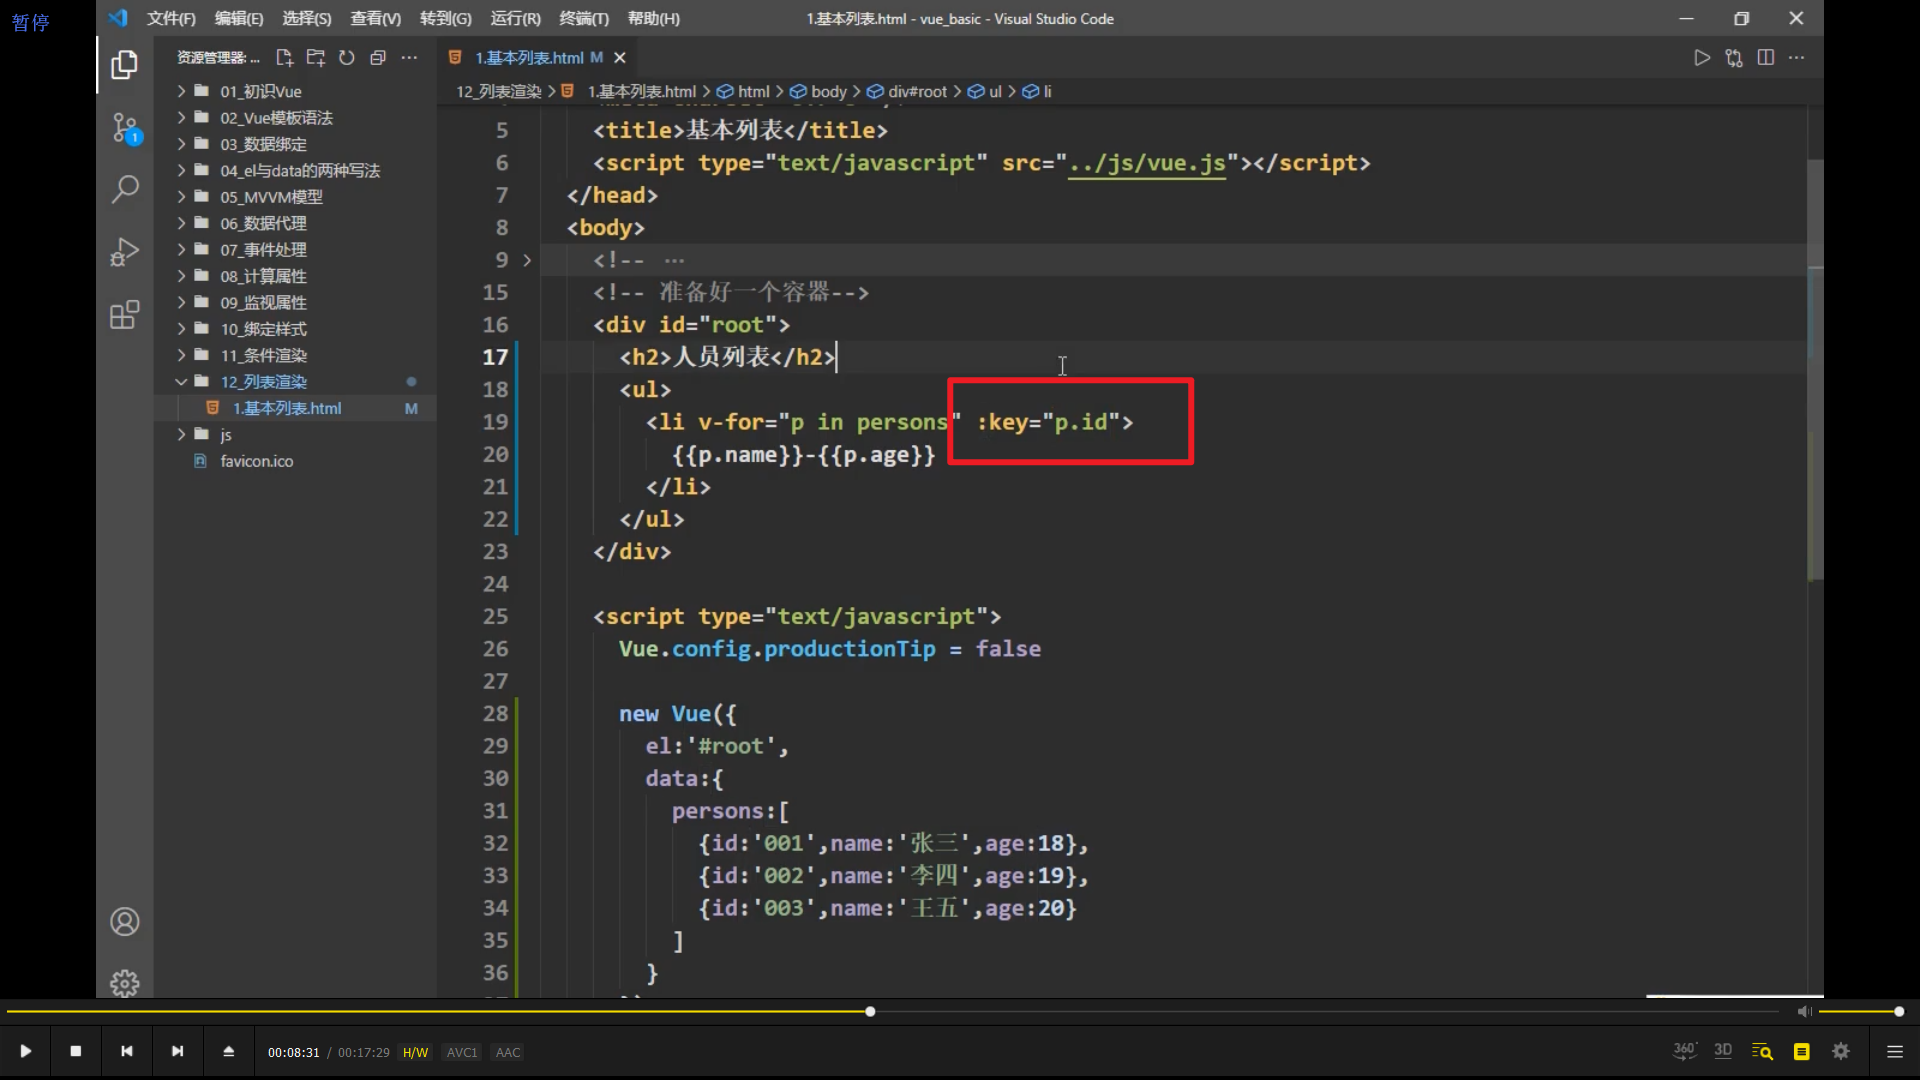 暂停
文件(F) 编辑(E) 选择(S) 查看(V) 转到(G) 运行(R) 终端(T) 帮助(H) 1.基本列表.html - vue_basic - Visual Studio Code
资源管理器: ...
1.基本列表.html M
12_列表渲染 > 1.基本列表.html > html > body > div#root > ul > li
01_初识Vue
02_Vue模板语法
03_数据绑定
04_el与data的两种写法
05_MVVM模型
06_数据代理
07_事件处理
08_计算属性
09_监视属性
10_绑定样式
11_条件渲染
12_列表渲染
1.基本列表.html M
js
favicon.ico
1
5 <title>基本列表</title>
6 <script type="text/javascript" src="../js/vue.js"></script>
7 </head>
8 <body>
9 <!-- ...
15 <!-- 准备好一个容器-->
16 <div id="root">
17 <h2>人员列表</h2>
18 <ul>
19 <li v-for="p in persons" :key="p.id">
20 {{p.name}}-{{p.age}}
21 </li>
22 </ul>
23 </div>
24
25 <script type="text/javascript">
26 Vue.config.productionTip = false
27
28 new Vue({
29 el:'#root',
30 data:{
31 persons:[
32 {id:'001',name:'张三',age:18},
33 {id:'002',name:'李四',age:19},
34 {id:'003',name:'王五',age:20}
35 ]
36 }
00:08:31 / 00:17:29 H/W AVC1 AAC
360° 3D